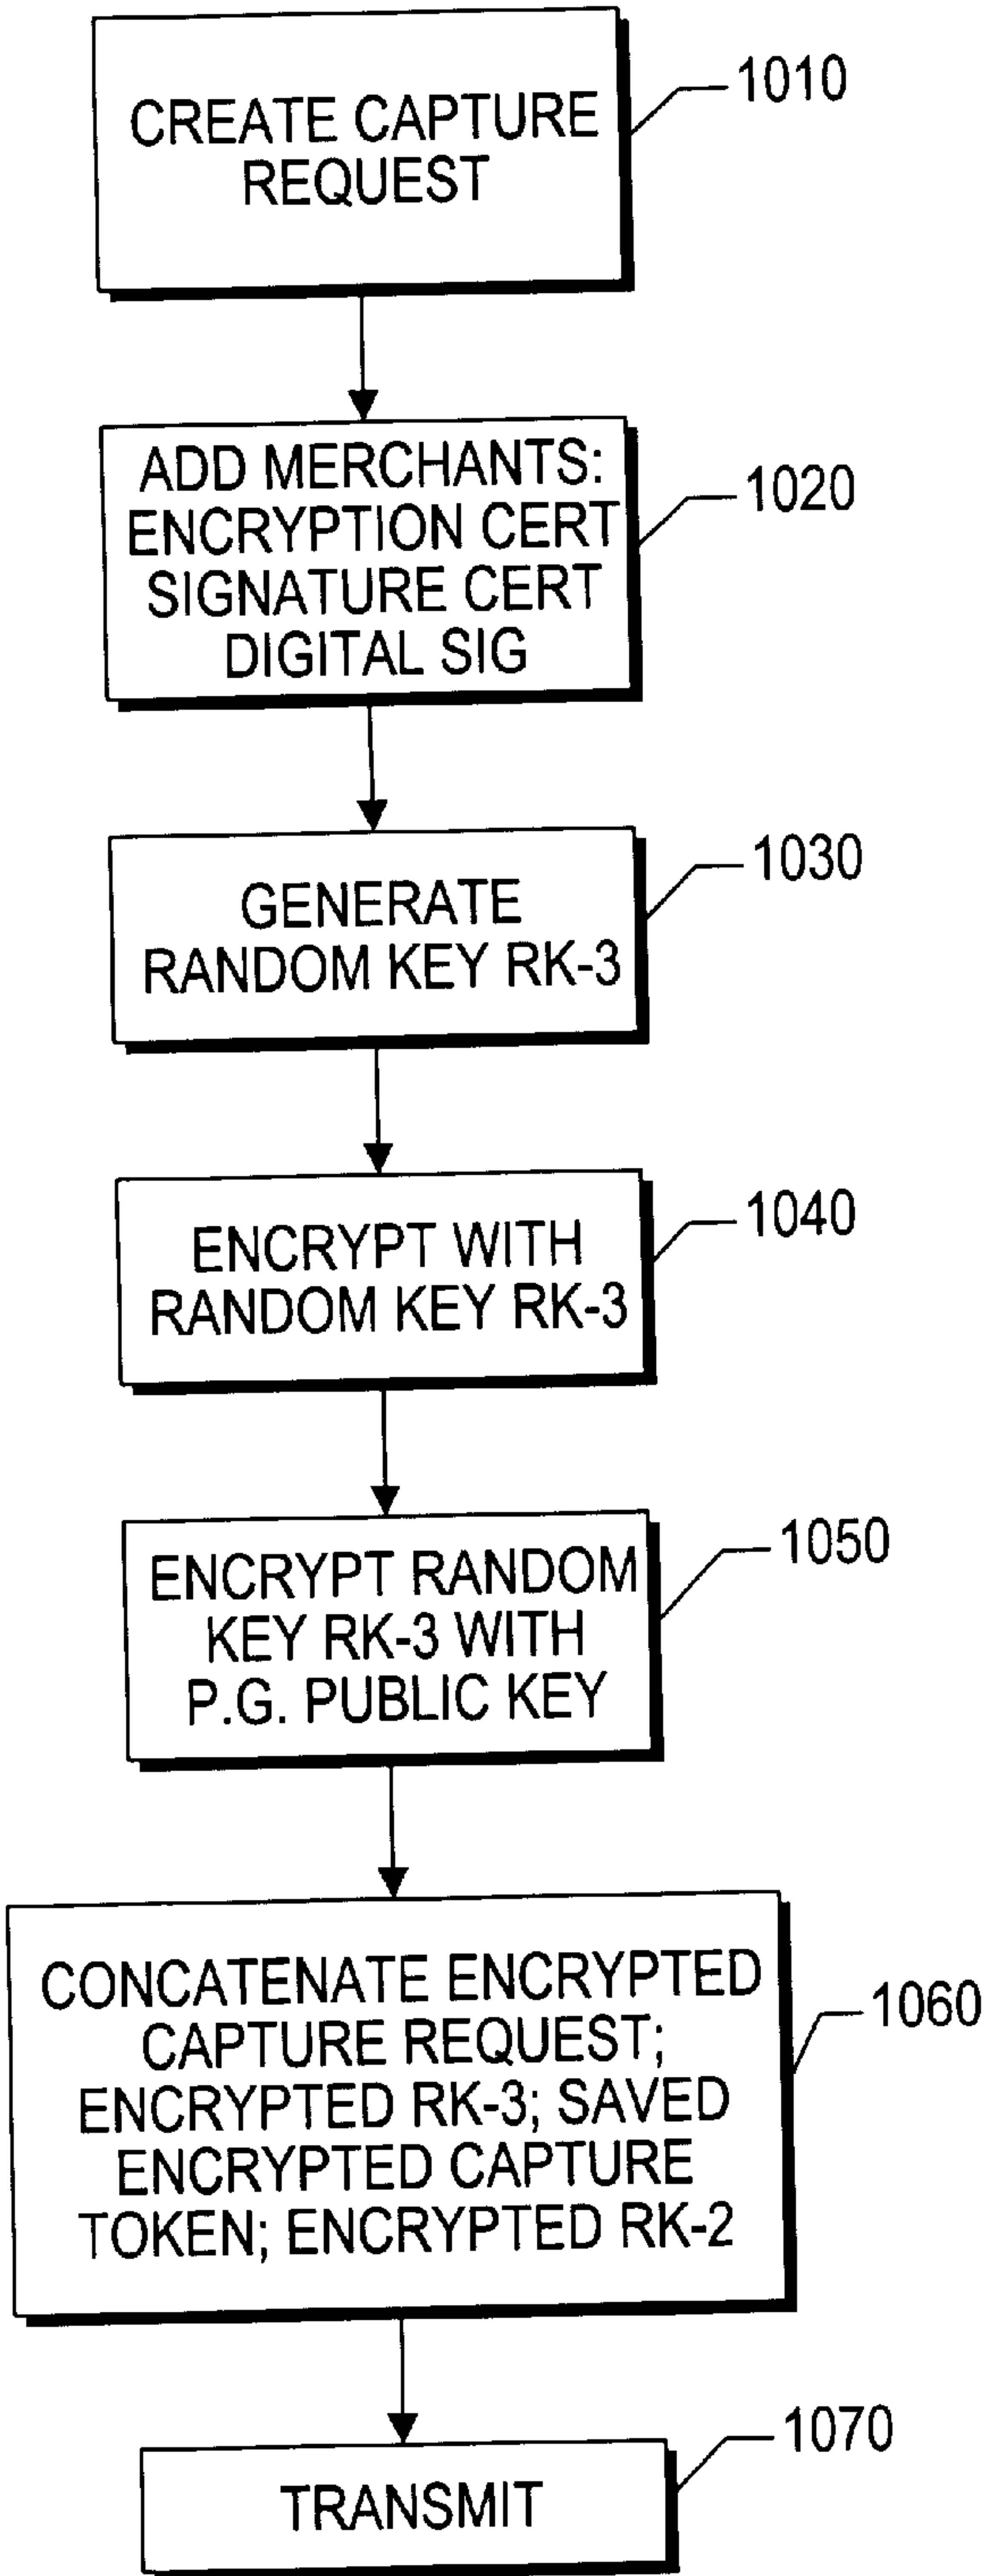 CREATE CAPTURE
REQUEST
1010
ADD MERCHANTS:
ENCRYPTION CERT
SIGNATURE CERT
DIGITAL SIG
1020
GENERATE
RANDOM KEY RK-3
1030
ENCRYPT WITH
RANDOM KEY RK-3
1040
ENCRYPT RANDOM
KEY RK-3 WITH
P.G. PUBLIC KEY
1050
CONCATENATE ENCRYPTED
CAPTURE REQUEST;
ENCRYPTED RK-3; SAVED
ENCRYPTED CAPTURE
TOKEN; ENCRYPTED RK-2
1060
TRANSMIT
1070